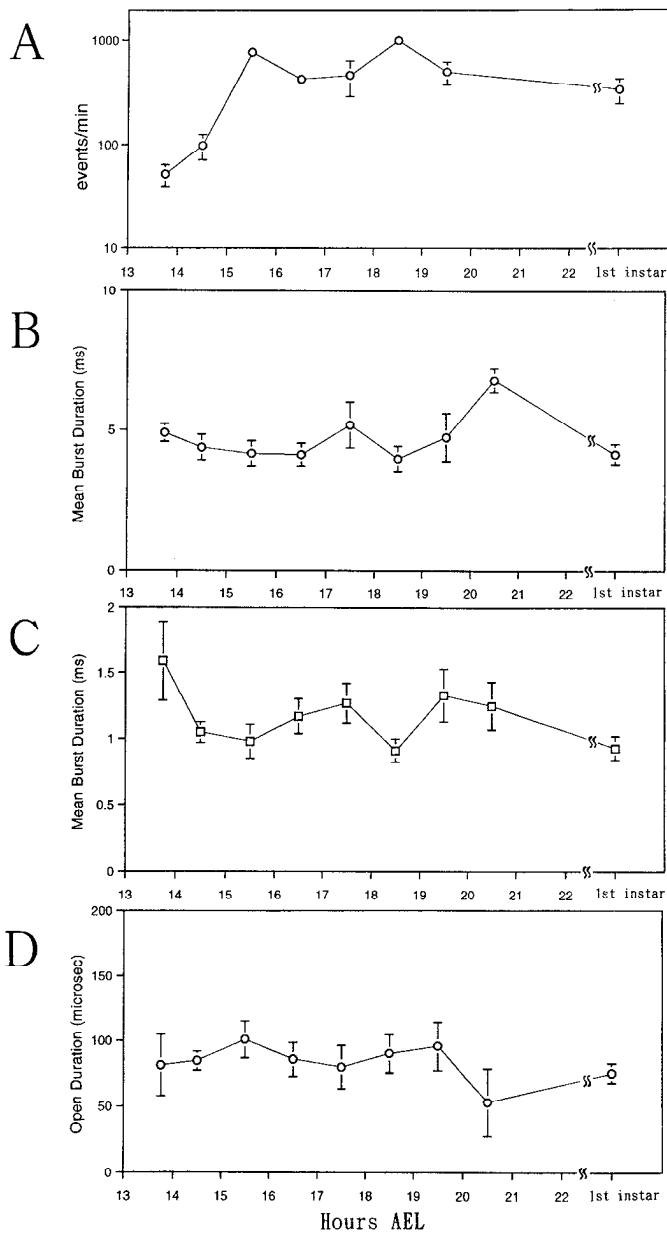 A
events/min
1000
100
10
13 14 15 16 17 18 19 20 21 22 1st instar
B
Mean Burst Duration (ms)
10
5
0
13 14 15 16 17 18 19 20 21 22 1st instar
C
Mean Burst Duration (ms)
2
1.5
1
0.5
0
13 14 15 16 17 18 19 20 21 22 1st instar
D
Open Duration (microsec)
200
150
100
50
0
13 14 15 16 17 18 19 20 21 22 1st instar
Hours AEL